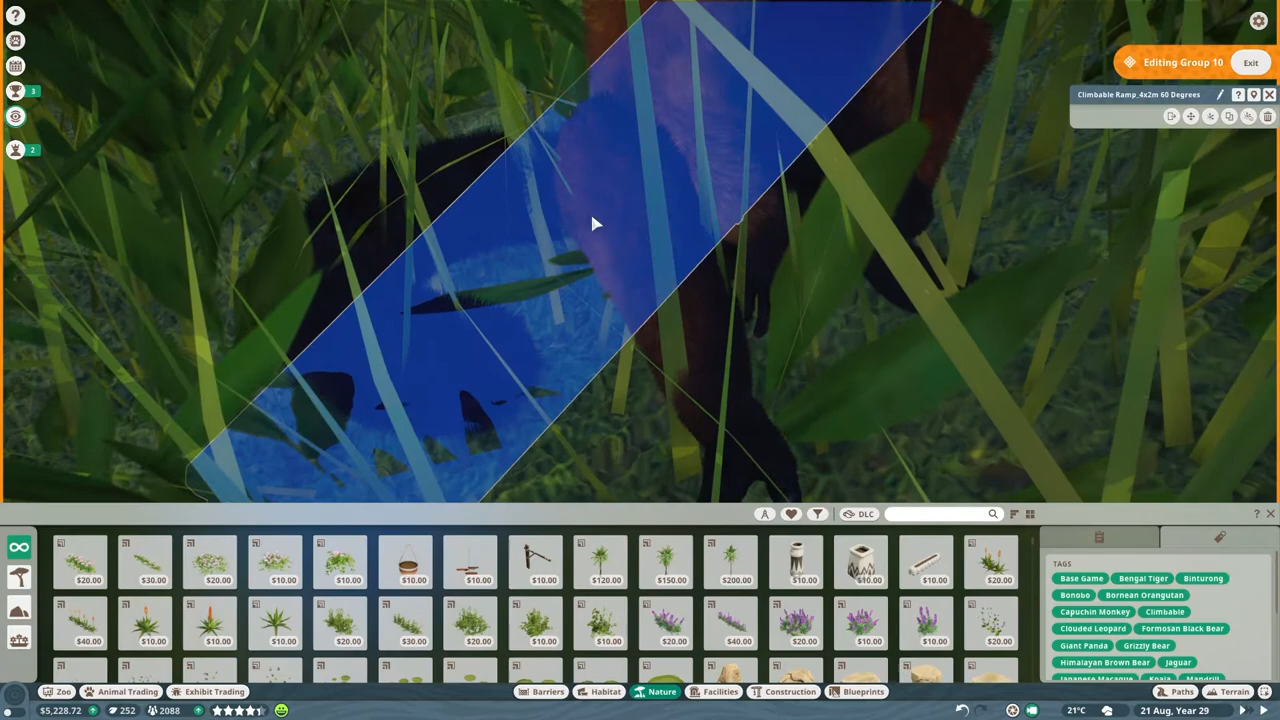 ?
Editing Group 10 Exit
Climbable Ramp_4x2m 60 Degrees ?
3
2
DLC
?
$20.00 $30.00 $20.00 $10.00 $10.00 $10.00 $10.00 $10.00 $120.00 $150.00 $200.00 $10.00 $10.00 $10.00 $20.00
$40.00 $10.00 $10.00 $10.00 $20.00 $30.00 $20.00 $10.00 $10.00 $20.00 $40.00 $20.00 $10.00 $10.00 $20.00
TAGS
Base Game Bengal Tiger Binturong
Bonobo Bornean Orangutan
Capuchin Monkey Climbable
Clouded Leopard Formosan Black Bear
Giant Panda Grizzly Bear
Himalayan Brown Bear Jaguar
Japanese Macaque Koala Mandrill
Zoo Animal Trading Exhibit Trading Barriers Habitat Nature Facilities Construction Blueprints Paths Terrain
$5,228.72 252 2088 21°C 21 Aug, Year 29